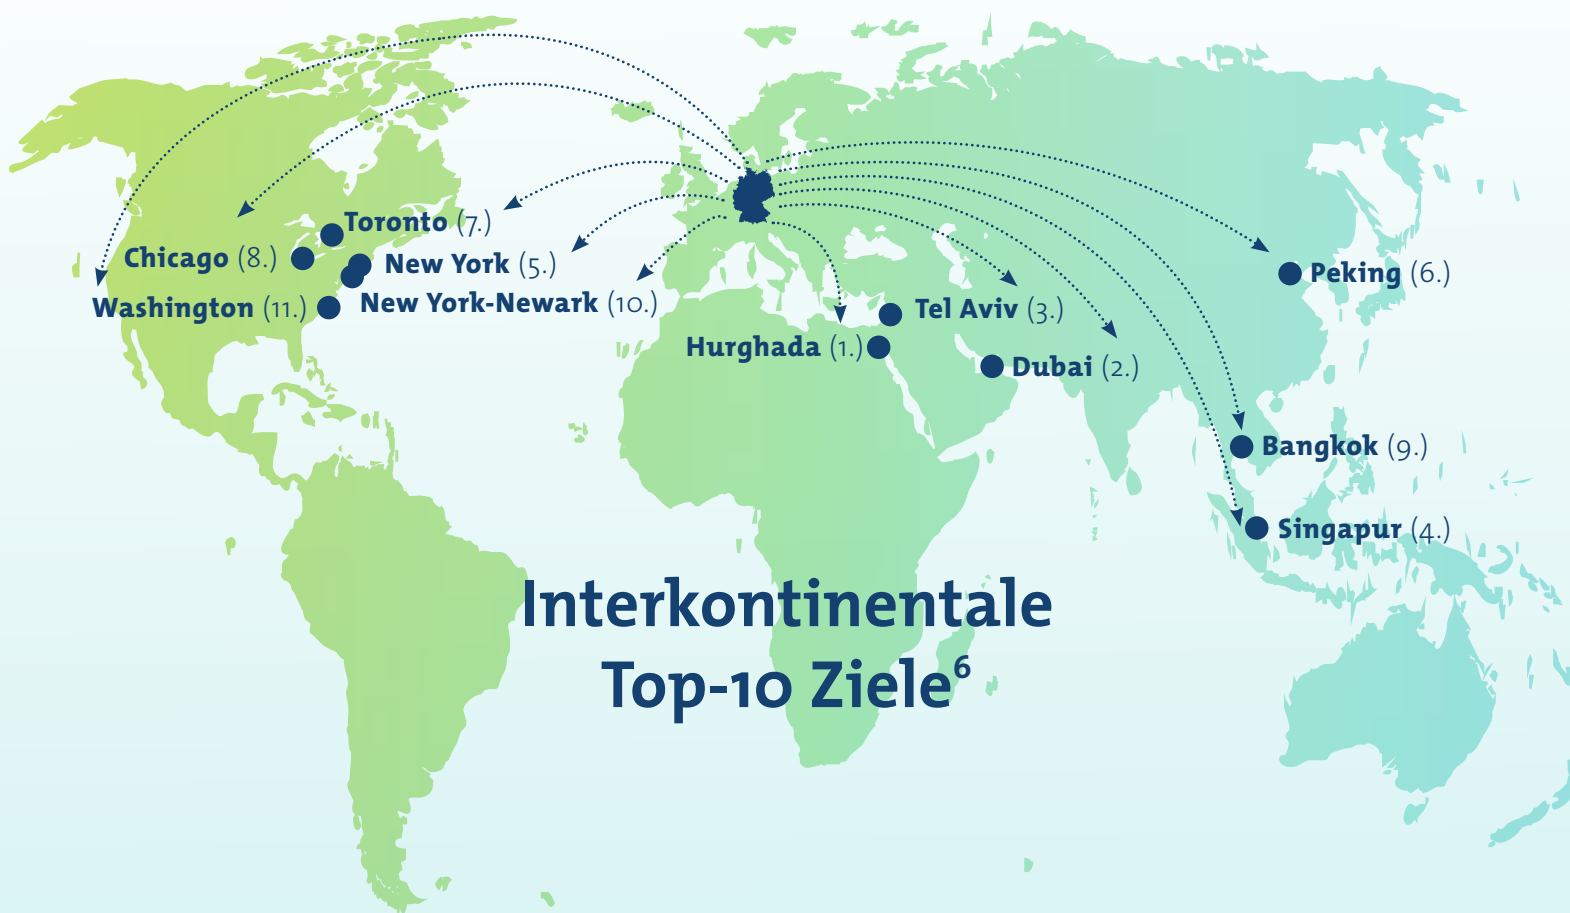 Toronto (7.)
Chicago (8.)
New York (5.)
New York-Newark (10.)
Washington (11.)
Hurghada (1.)
Tel Aviv (3.)
Dubai (2.)
Peking (6.)
Bangkok (9.)
Singapur (4.)
Interkontinentale
Top-10 Ziele⁶